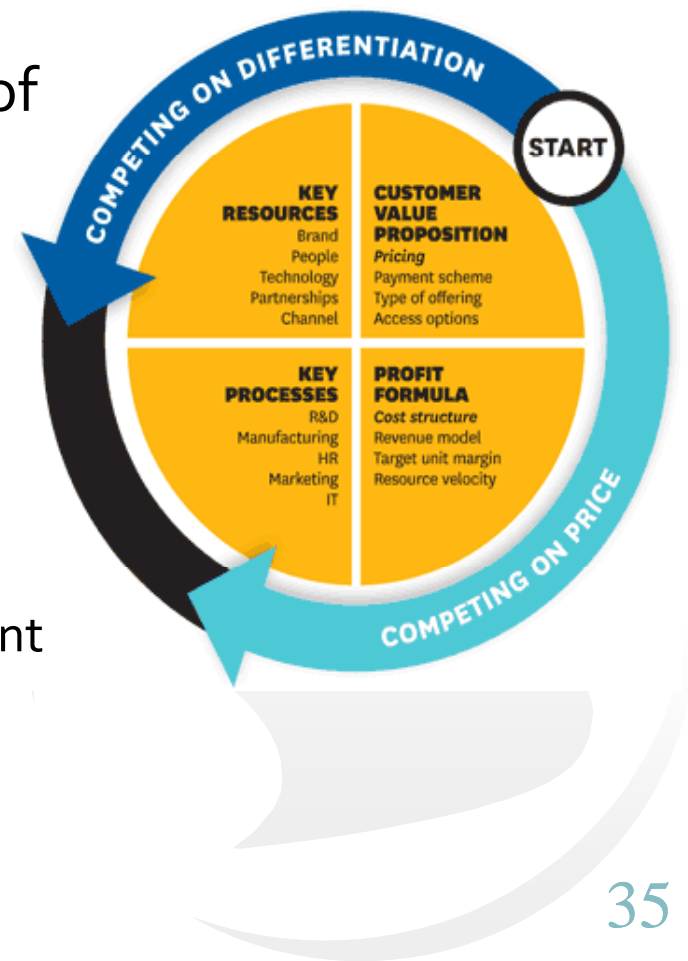 of
COMPETING ON DIFFERENTIATION
START
KEY
RESOURCES
Brand
People
Technology
Partnerships
Channel
CUSTOMER
VALUE
PROPOSITION
Pricing
Payment scheme
Type of offering
Access options
KEY
PROCESSES
R&D
Manufacturing
HR
Marketing
IT
PROFIT
FORMULA
Cost structure
Revenue model
Target unit margin
Resource velocity
COMPETING ON PRICE
nt
35